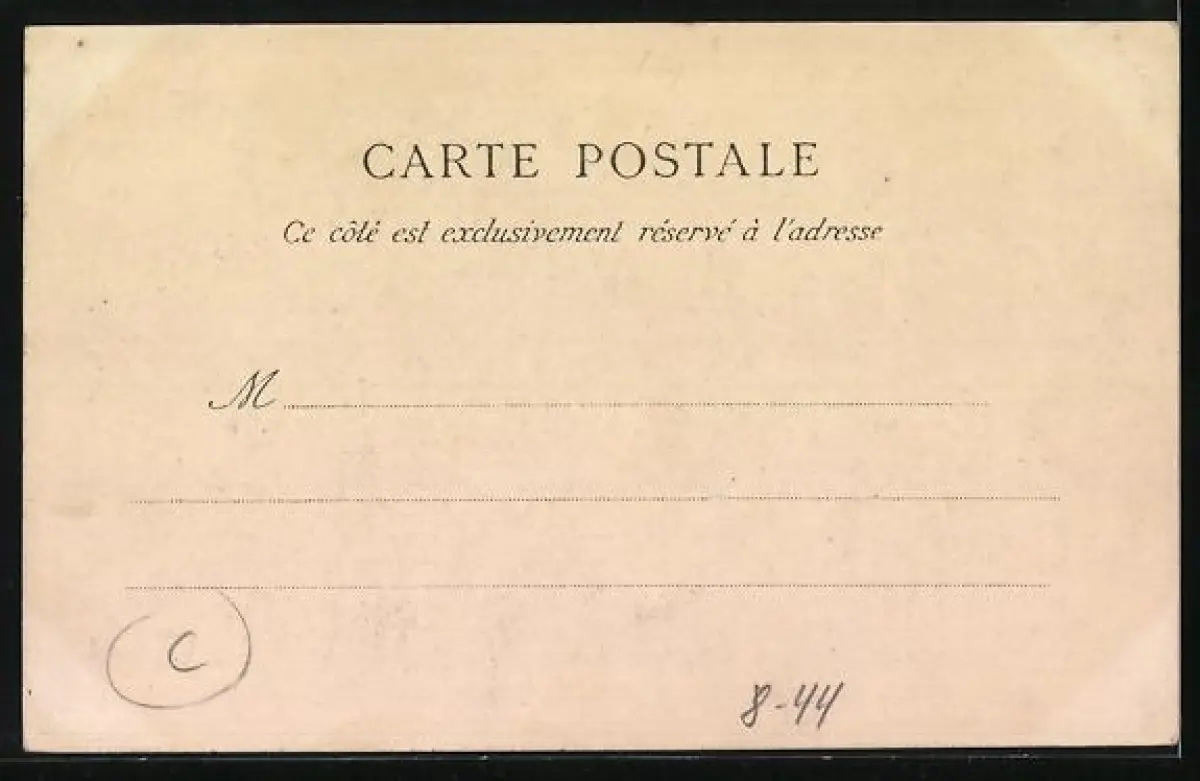 CARTE POSTALE
Ce côté est exclusivement réservé à l'adresse
M
C
8-44